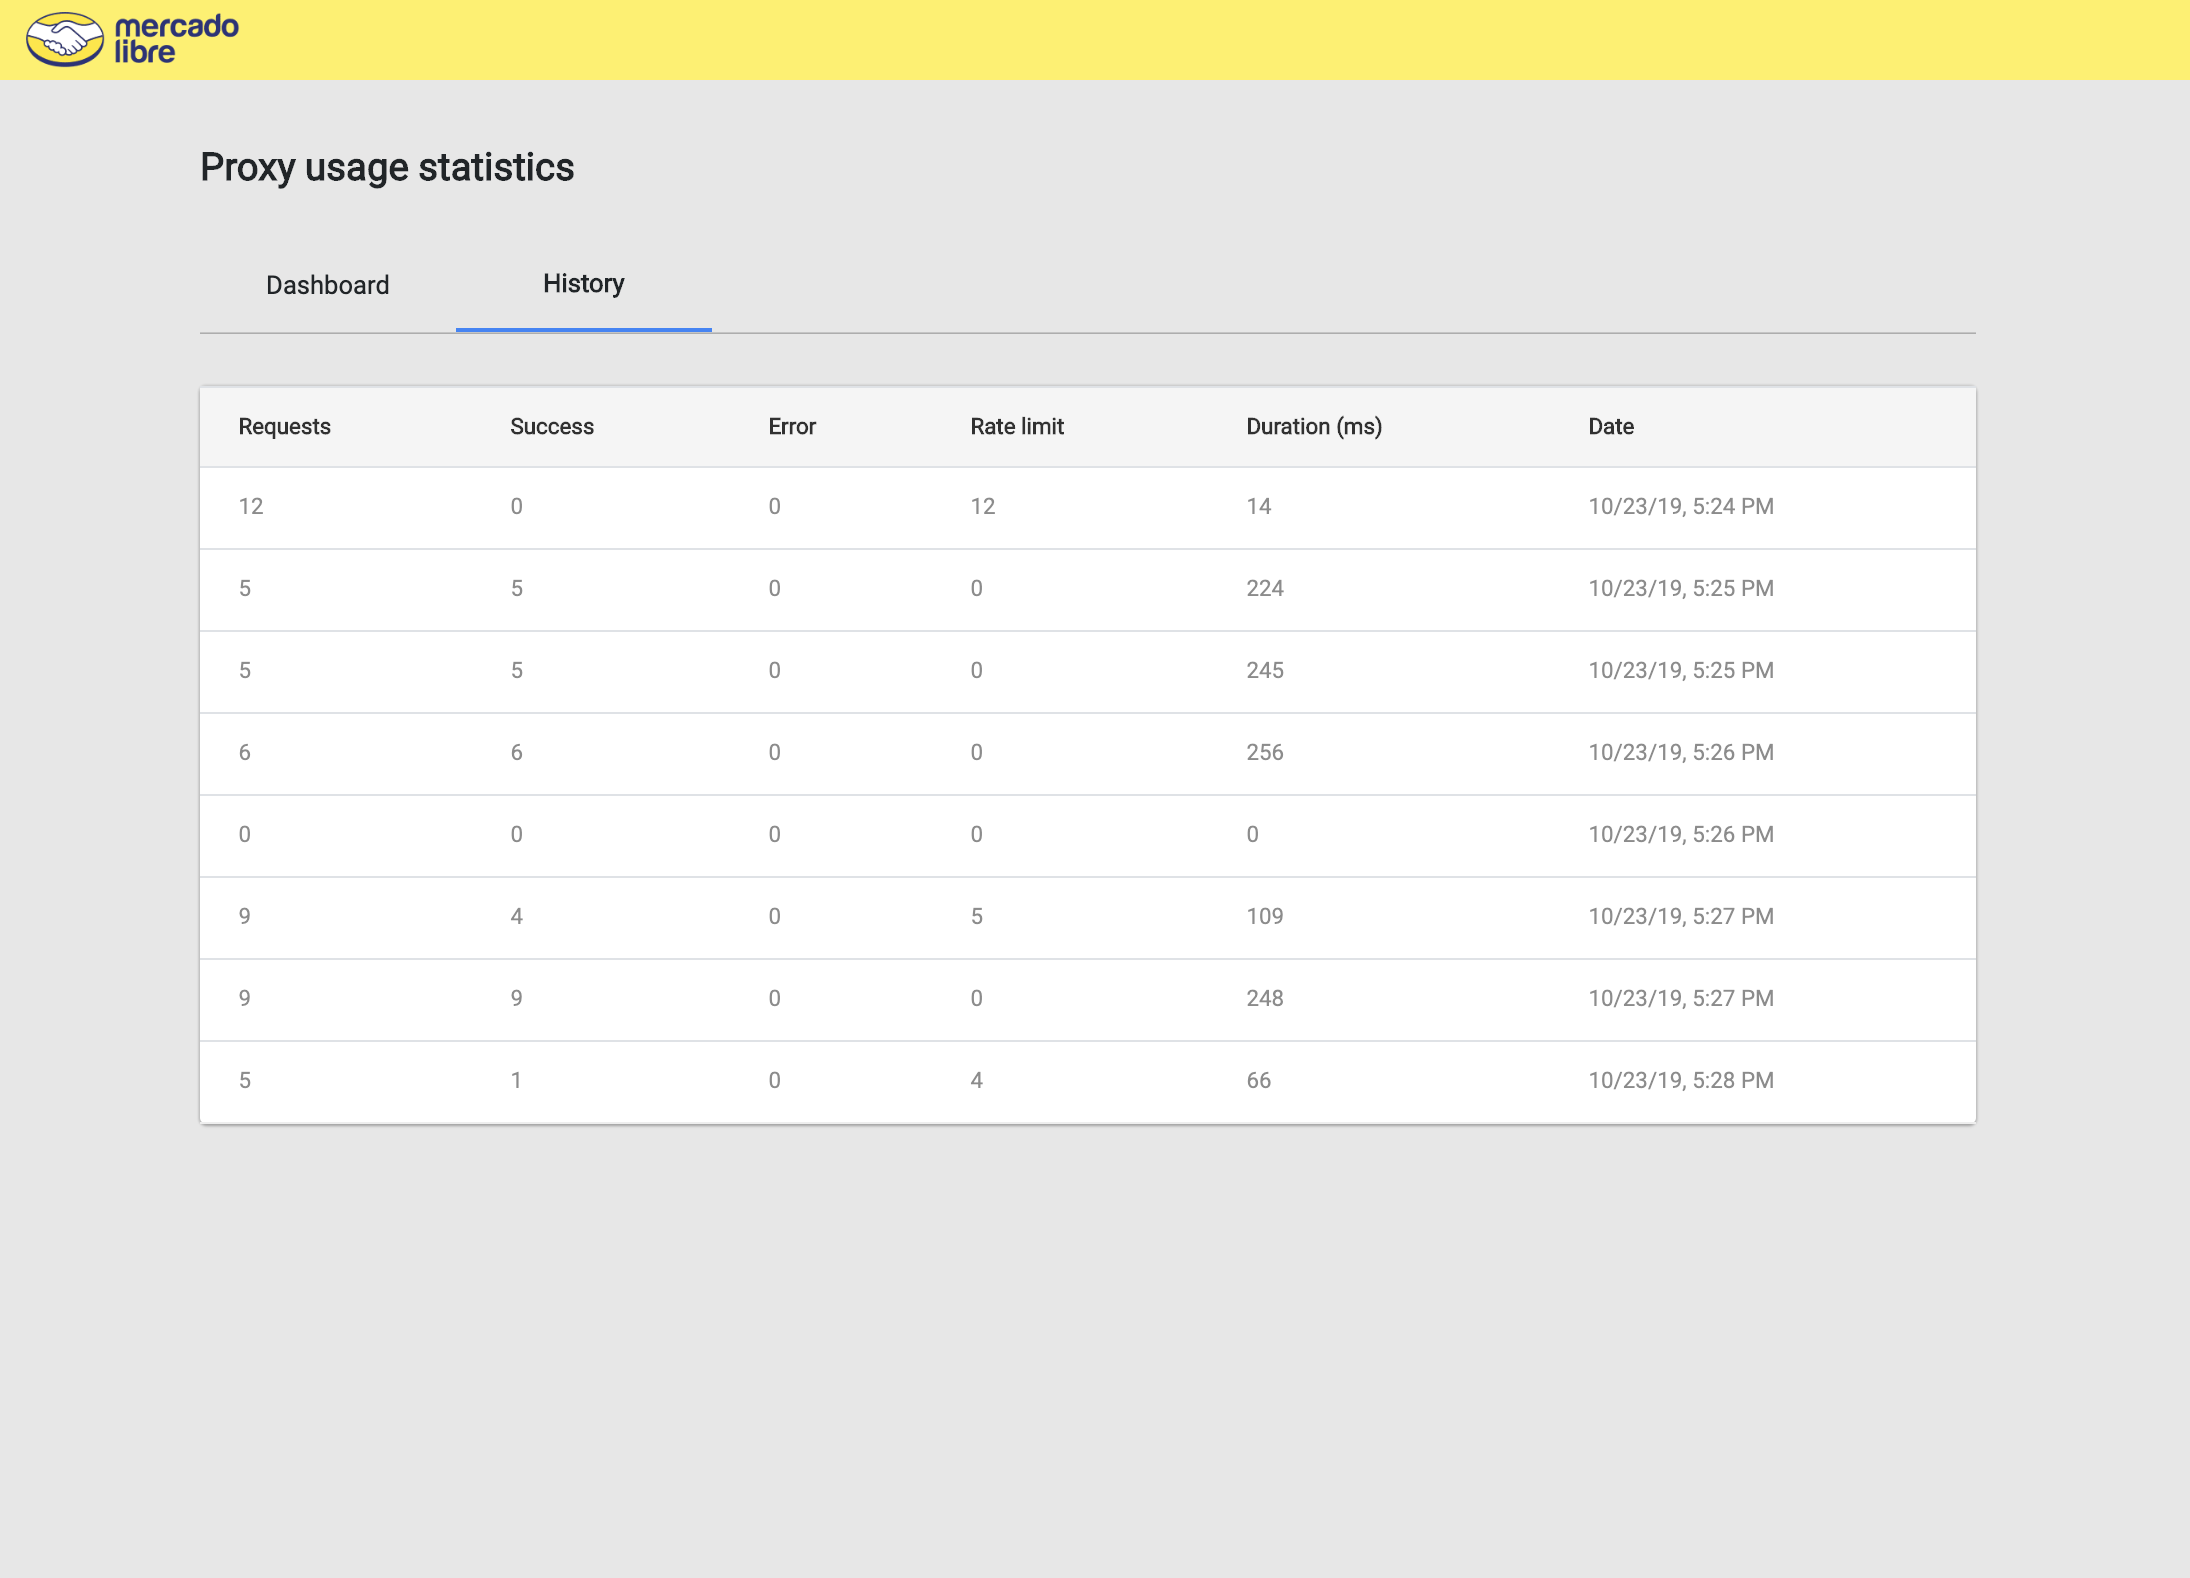 mercado
libre
Proxy usage statistics
Dashboard History
Requests Success Error Rate limit Duration (ms) Date
12 0 0 12 14 10/23/19, 5:24 PM
5 5 0 0 224 10/23/19, 5:25 PM
5 5 0 0 245 10/23/19, 5:25 PM
6 6 0 0 256 10/23/19, 5:26 PM
0 0 0 0 0 10/23/19, 5:26 PM
9 4 0 5 109 10/23/19, 5:27 PM
9 9 0 0 248 10/23/19, 5:27 PM
5 1 0 4 66 10/23/19, 5:28 PM